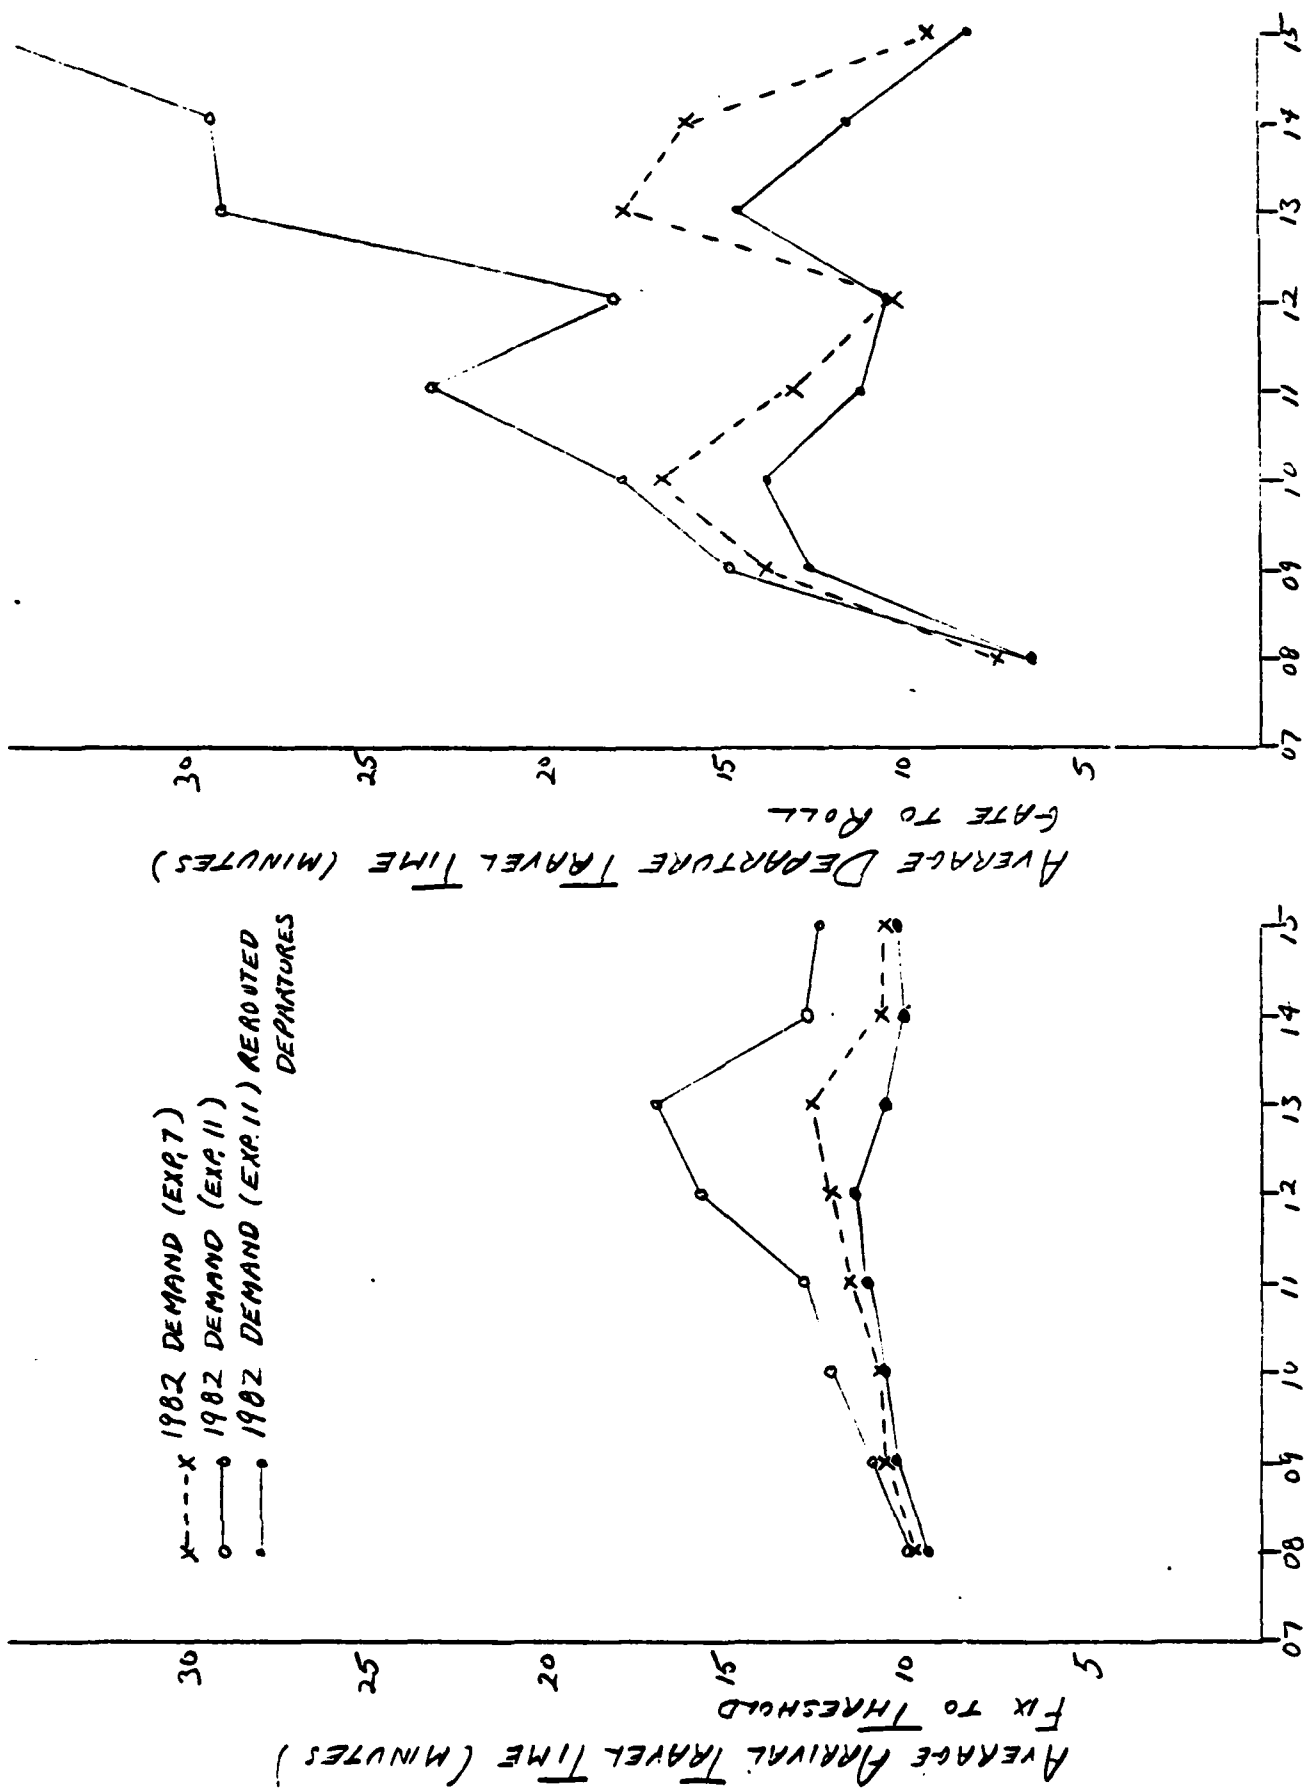 x----x 1982 DEMAND (EXP. 7)
o——o 1982 DEMAND (EXP. 11)
•——• 1982 DEMAND (EXP. 11) REROUTED
DEPARTURES
AVERAGE ARRIVAL TRAVEL TIME (MINUTES)
FIX TO THRESHOLD
30
25
20
15
10
5
07 08 09 10 11 12 13 14 15
AVERAGE DEPARTURE TRAVEL TIME (MINUTES)
GATE TO ROLL
30
25
20
15
10
5
07 08 09 10 11 12 13 14 15